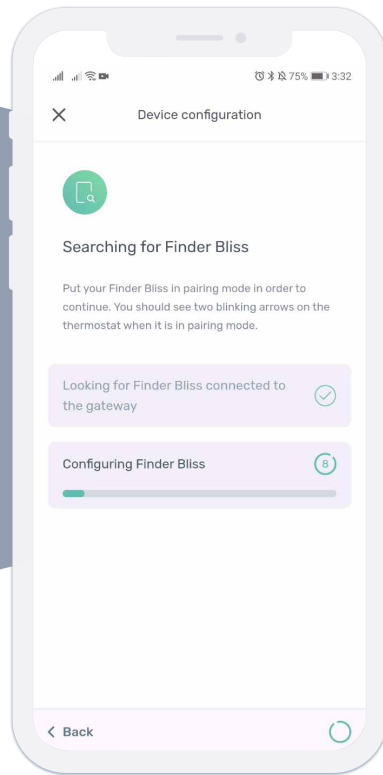 75% 3:32
Device configuration
Searching for Finder Bliss
Put your Finder Bliss in pairing mode in order to
continue. You should see two blinking arrows on the
thermostat when it is in pairing mode.
Looking for Finder Bliss connected to
the gateway
Configuring Finder Bliss 8
Back